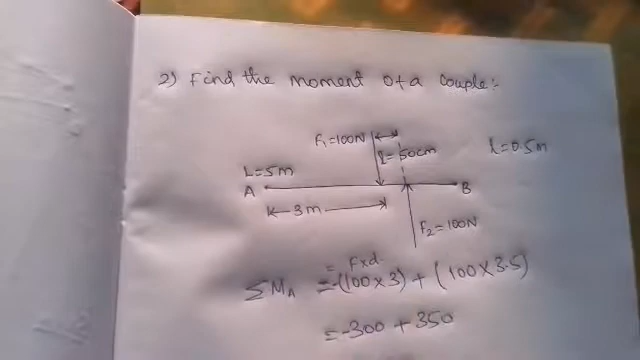 2) Find the moment of a couple:-
F₁=100N
l=50cm
l=0.5m
L=5m
A
B
3m
F₂=100N
= Fxd.
ΣMA = -(100×3) + (100×3.5)
= -300 + 350